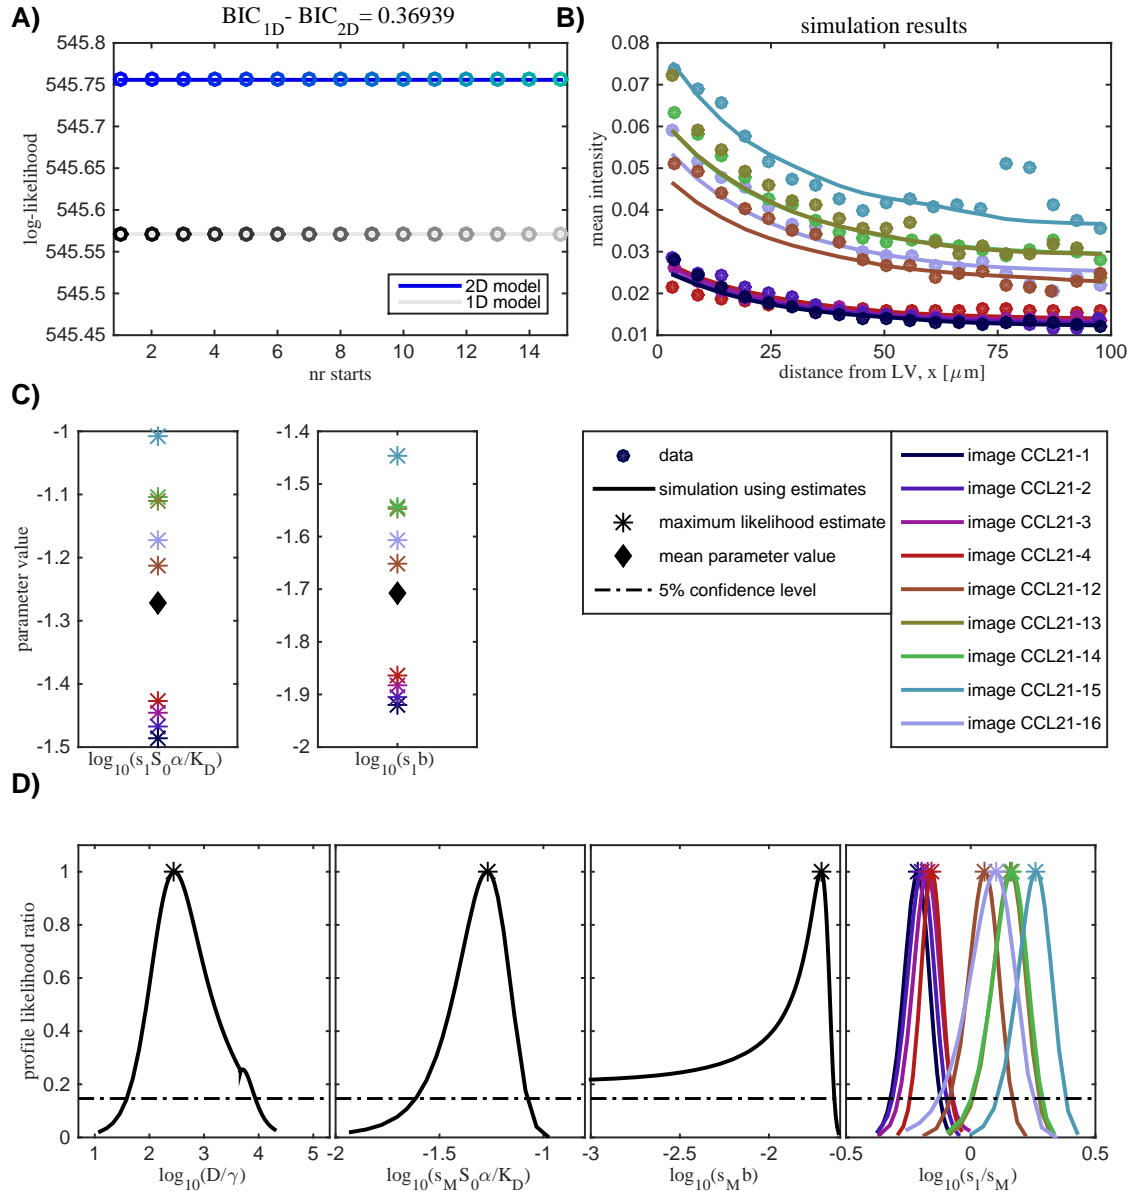 A)
BIC1D- BIC2D= 0.36939
545.8
545.7
545.65
545.6
545.55
545.5
545.45
log-likelihood
2D model
1D model
2 4 6 8 10 12 14
nr starts
B)
simulation results
0.08
0.07
0.06
0.05
0.04
0.03
0.02
0.01
mean intensity
0 25 50 75 100
distance from LV, x [μm]
C)
-1
-1.1
-1.2
-1.3
-1.4
-1.5
parameter value
log10(s1S0α/KD)
-1.4
-1.5
-1.6
-1.7
-1.8
-1.9
-2
log10(s1b)
data
simulation using estimates
maximum likelihood estimate
mean parameter value
5% confidence level
image CCL21-1
image CCL21-2
image CCL21-3
image CCL21-4
image CCL21-12
image CCL21-13
image CCL21-14
image CCL21-15
image CCL21-16
D)
1
0.8
0.6
0.4
0.2
0
profile likelihood ratio
1 2 3 4 5
log10(D/γ)
-2 -1.5 -1
log10(sMS0α/KD)
-3 -2.5 -2
log10(sMb)
-0.5 0 0.5
log10(s1/sM)